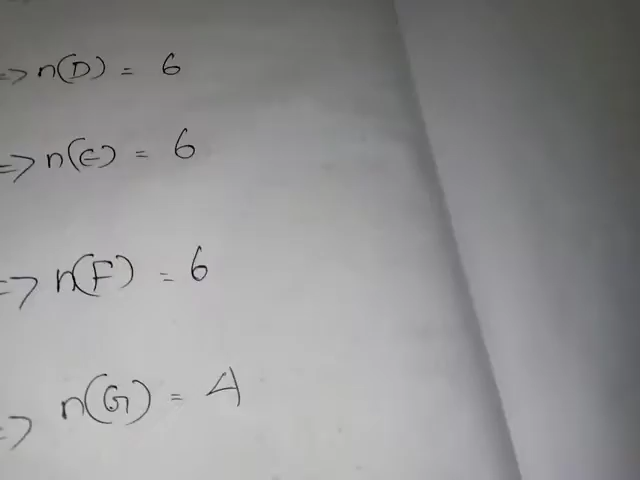 => n(D) = 6
=> n(E) = 6
=> n(F) = 6
=> n(G) = 4